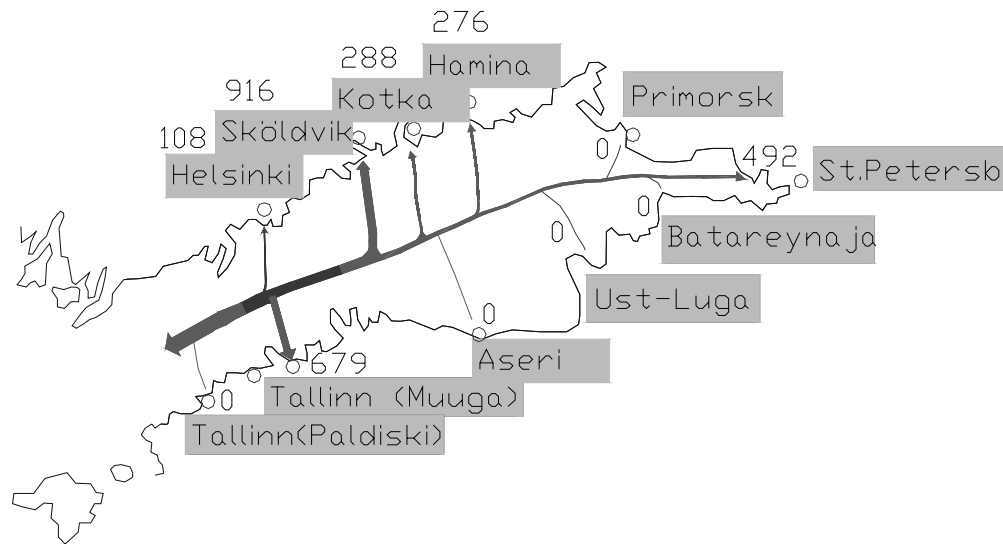 276
Hamina
288
Kotka
916
Sköldvik
108
Helsinki
Primorsk
0
492
St.Petersb
0
Batareynaja
0
Ust-Luga
0
Aseri
679
Tallinn (Muuga)
0
Tallinn(Paldiski)